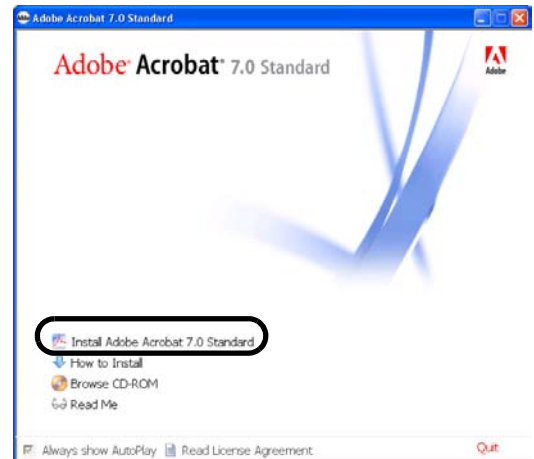 Adobe Acrobat 7.0 Standard
Adobe Acrobat 7.0 Standard
Adobe
Install Adobe Acrobat 7.0 Standard
How to Install
Browse CD-ROM
Read Me
Always show AutoPlay Read License Agreement Quit